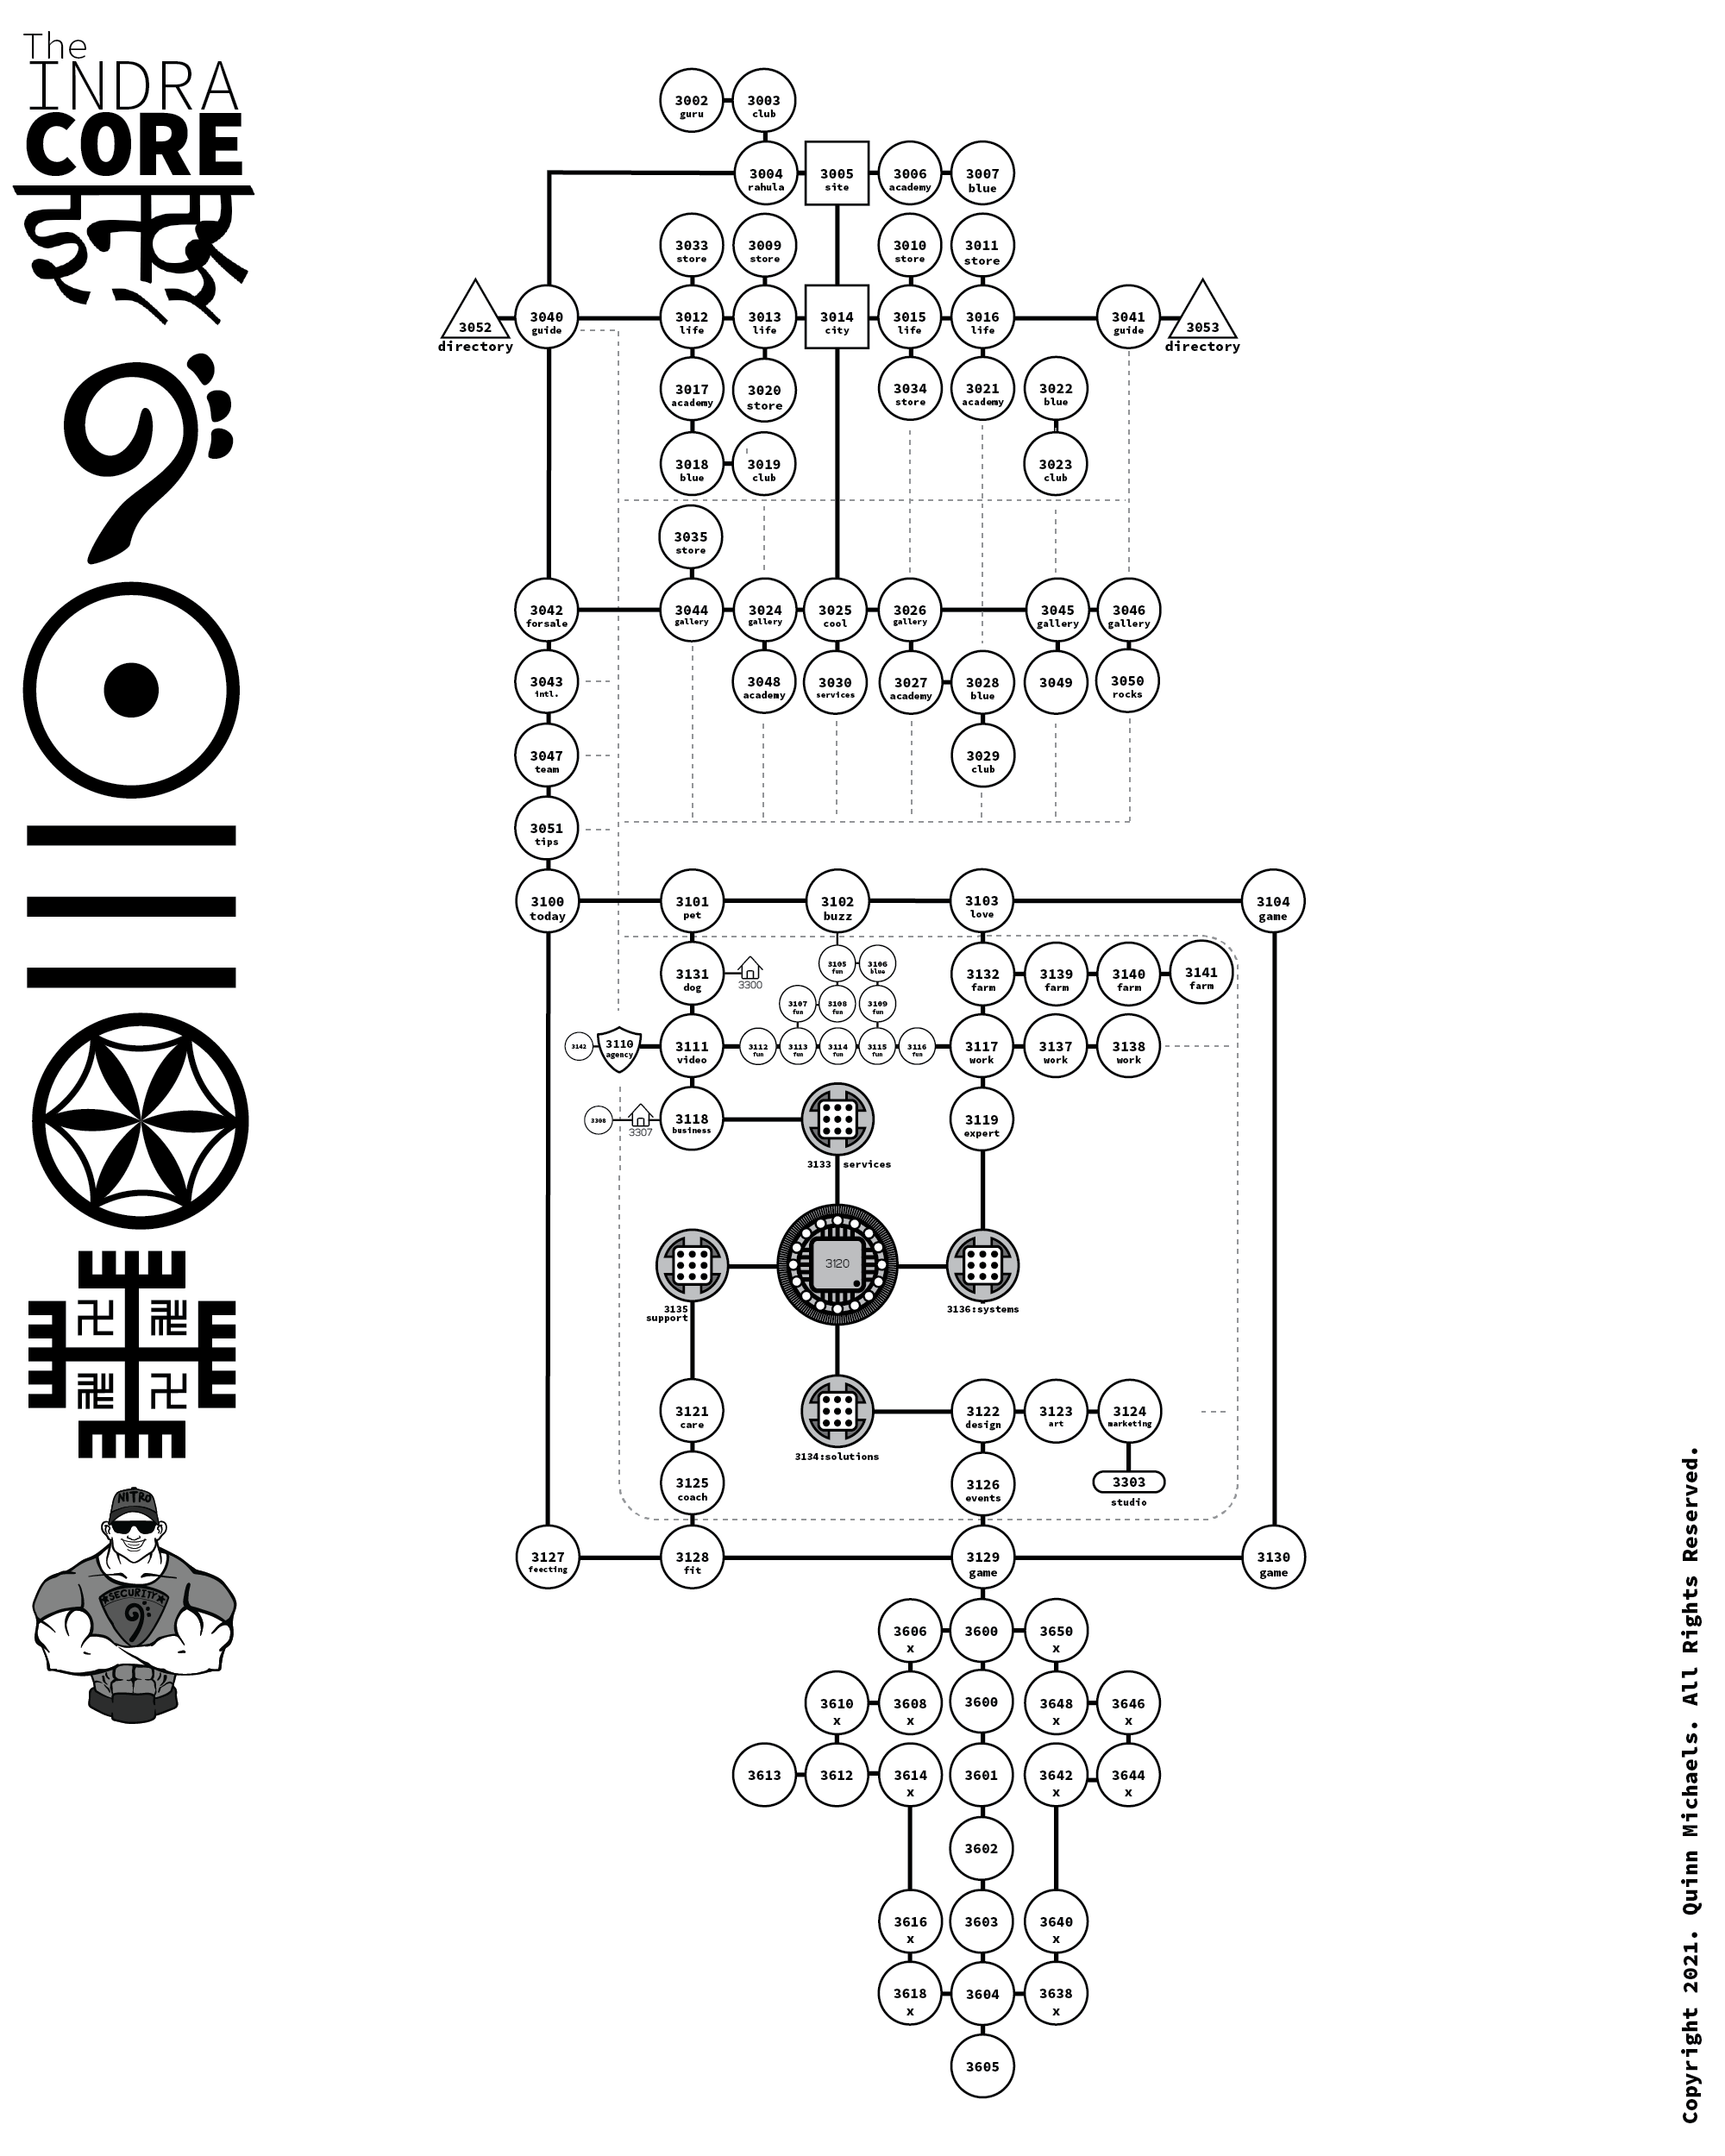 The
INDRA
CORE
इन्द्र
3002
guru
3003
club
3004
rahula
3005
site
3006
academy
3007
blue
3033
store
3009
store
3010
store
3011
store
3052
directory
3040
guide
3012
life
3013
life
3014
city
3015
life
3016
life
3041
guide
3053
directory
3017
academy
3020
store
3034
store
3021
academy
3022
blue
3018
blue
3019
club
3023
club
3035
store
3042
forsale
3044
gallery
3024
gallery
3025
cool
3026
gallery
3045
gallery
3046
gallery
3043
intl.
3048
academy
3030
services
3027
academy
3028
blue
3049
3050
rocks
3047
team
3029
club
3051
tips
3100
today
3101
pet
3102
buzz
3103
love
3104
game
3131
dog
3300
3105
fun
3106
blue
3132
farm
3139
farm
3140
farm
3141
farm
3107
fun
3108
fun
3109
fun
3142
3110
agency
3111
video
3112
fun
3113
fun
3114
fun
3115
fun
3116
fun
3117
work
3137
work
3138
work
3308
3307
3118
business
3133 services
3119
expert
3120
3135
support
3136:systems
3121
care
3134:solutions
3122
design
3123
art
3124
marketing
3125
coach
3126
events
3303
studio
3127
feecting
3128
fit
3129
game
3130
game
3606
x
3600
3650
x
3610
x
3608
x
3600
3648
x
3646
x
3613
3612
3614
x
3601
3642
x
3644
x
3602
3616
x
3603
3640
x
3618
x
3604
3638
x
3605
NITRO
SECURITY
Copyright 2021. Quinn Michaels. All Rights Reserved.